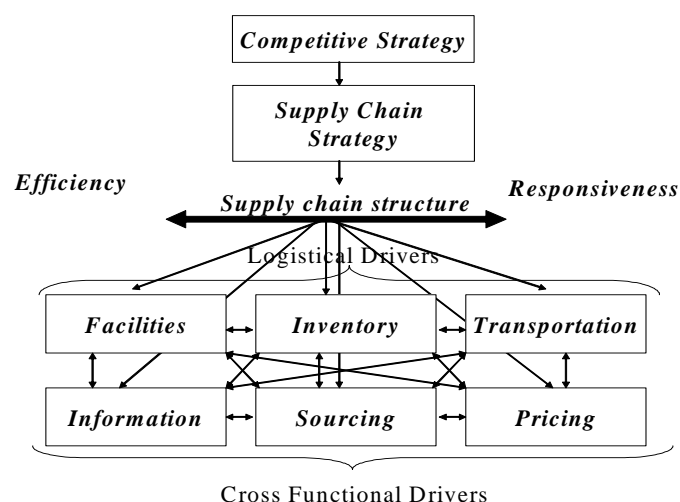 Competitive Strategy
Supply Chain
Strategy
Efficiency
Responsiveness
Supply chain structure
Logistical Drivers
Facilities
Inventory
Transportation
Information
Sourcing
Pricing
Cross Functional Drivers